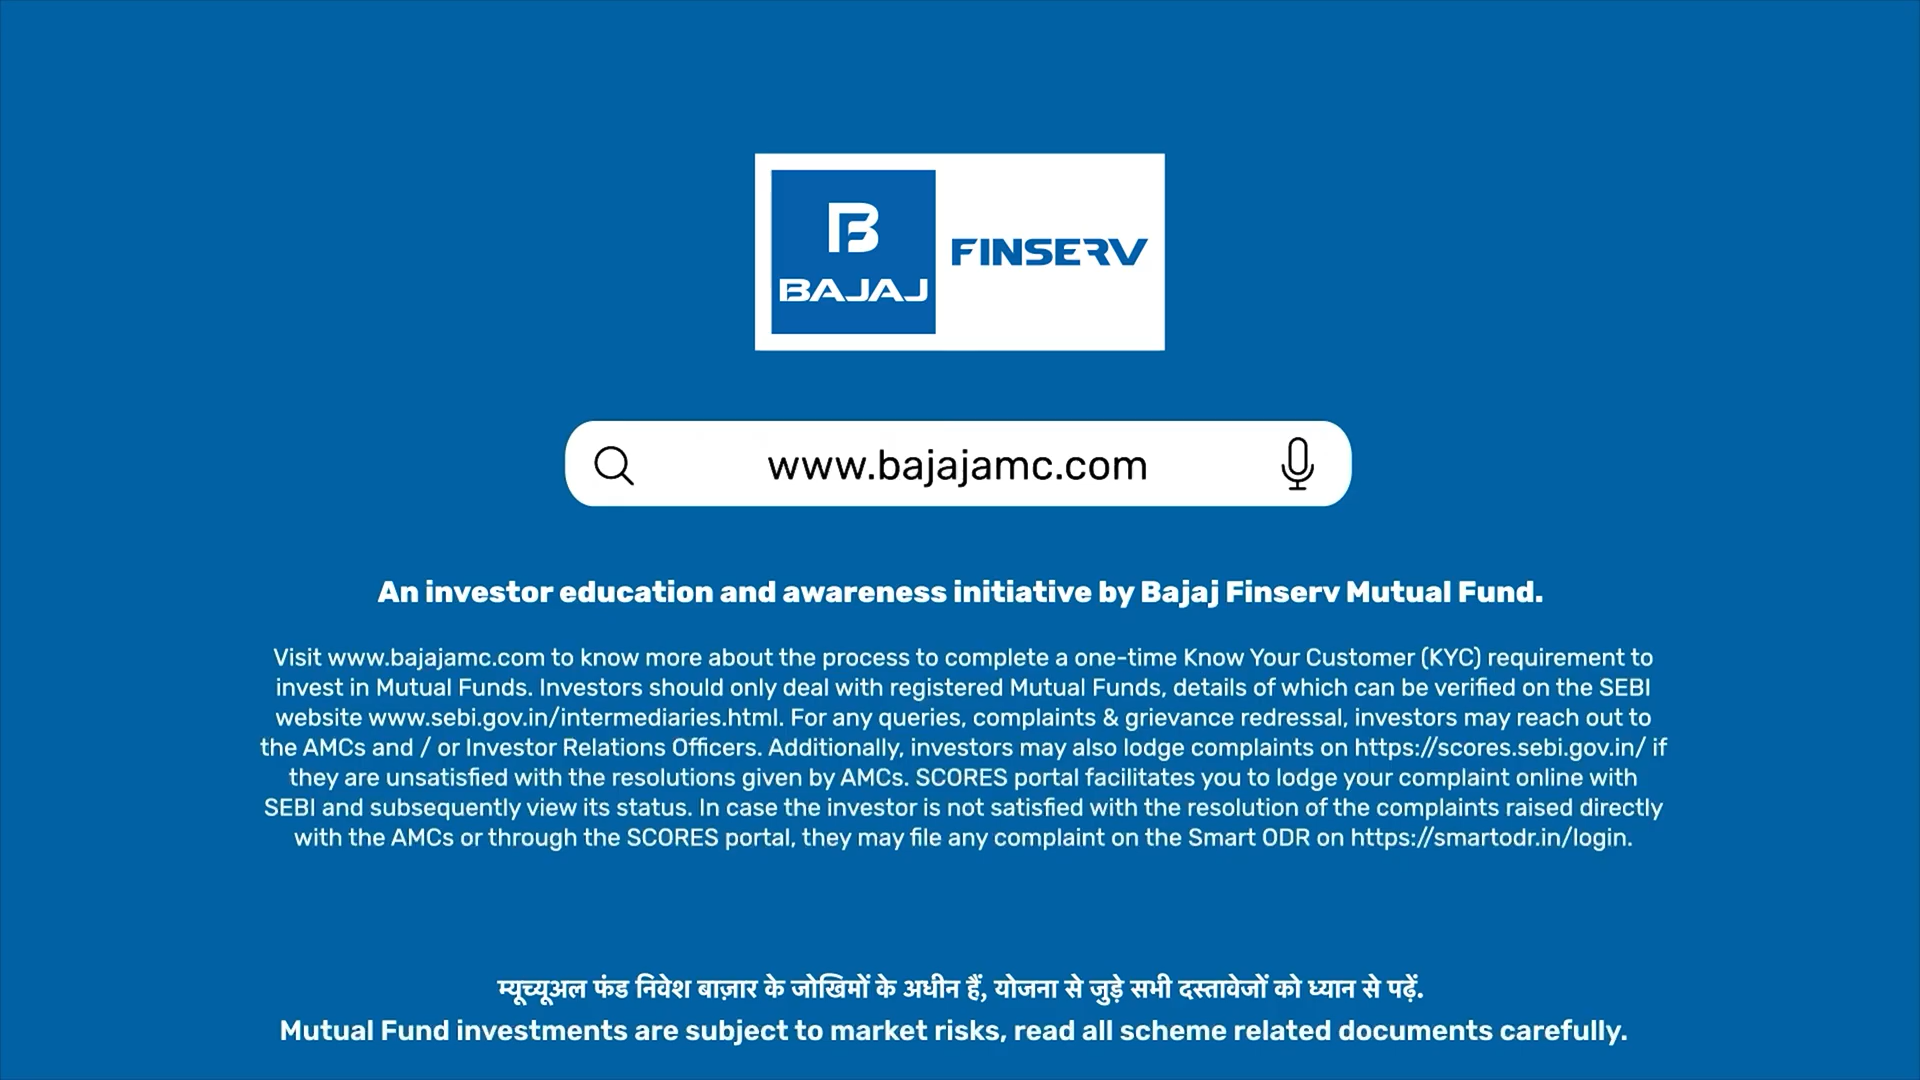 B
BAJAJ
FINSERV
www.bajajamc.com
An investor education and awareness initiative by Bajaj Finserv Mutual Fund.
Visit www.bajajamc.com to know more about the process to complete a one-time Know Your Customer (KYC) requirement to
invest in Mutual Funds. Investors should only deal with registered Mutual Funds, details of which can be verified on the SEBI
website www.sebi.gov.in/intermediaries.html. For any queries, complaints & grievance redressal, investors may reach out to
the AMCs and / or Investor Relations Officers. Additionally, investors may also lodge complaints on https://scores.sebi.gov.in/ if
they are unsatisfied with the resolutions given by AMCs. SCORES portal facilitates you to lodge your complaint online with
SEBI and subsequently view its status. In case the investor is not satisfied with the resolution of the complaints raised directly
with the AMCs or through the SCORES portal, they may file any complaint on the Smart ODR on https://smartodr.in/login.
म्यूच्यूअल फंड निवेश बाज़ार के जोखिमों के अधीन हैं, योजना से जुड़े सभी दस्तावेजों को ध्यान से पढ़ें.
Mutual Fund investments are subject to market risks, read all scheme related documents carefully.